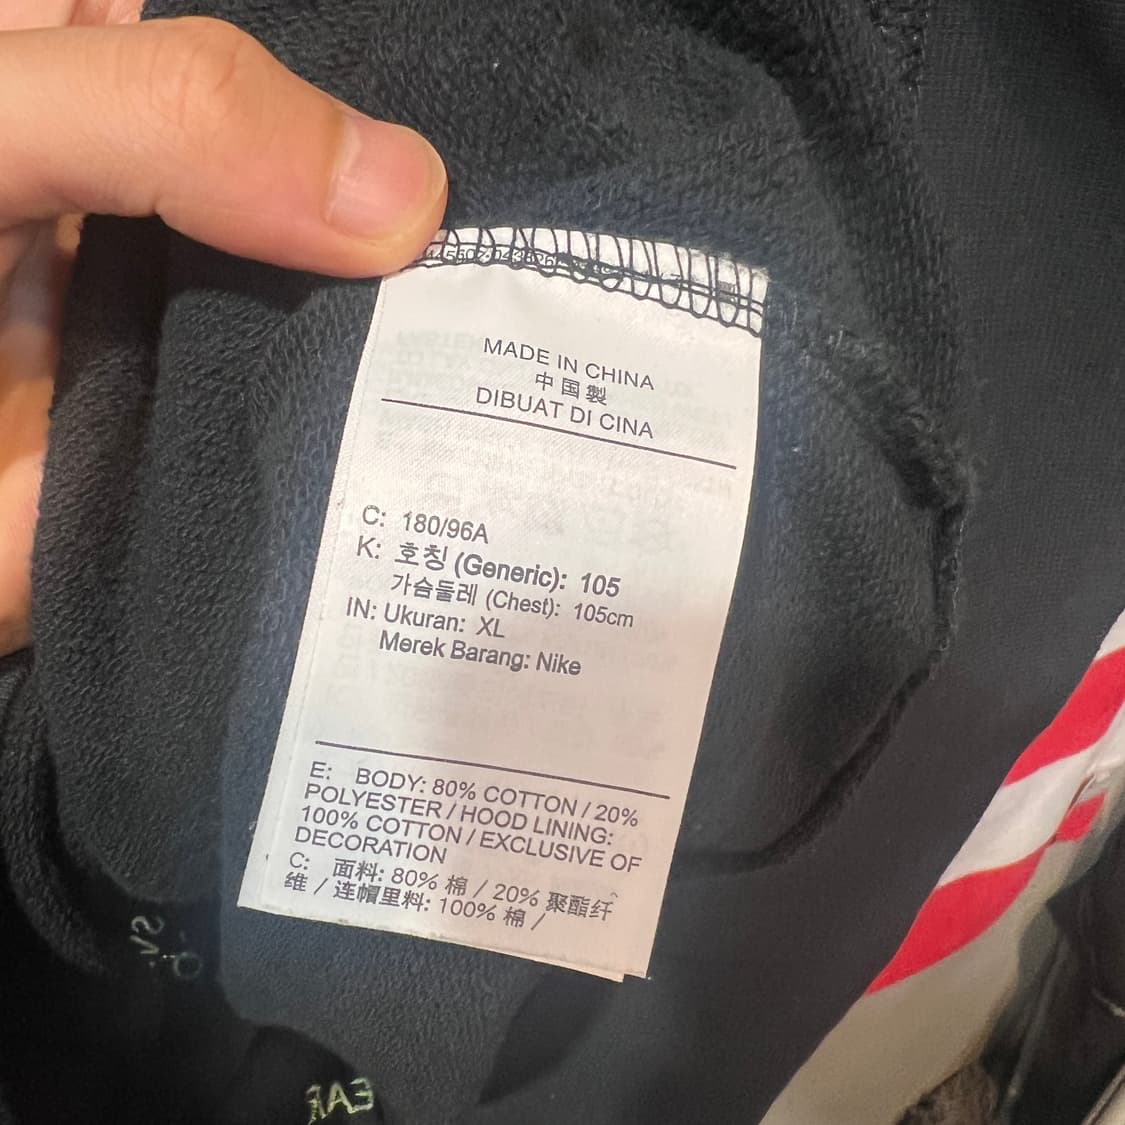 MADE IN CHINA
中国製
DIBUAT DI CINA
C: 180/96A
K: 호칭 (Generic): 105
가슴둘레 (Chest): 105cm
IN: Ukuran: XL
Merek Barang: Nike
E: BODY: 80% COTTON / 20%
POLYESTER / HOOD LINING:
100% COTTON / EXCLUSIVE OF
DECORATION
C: 面料: 80% 棉 / 20% 聚酯纤
维 / 连帽里料: 100% 棉 /